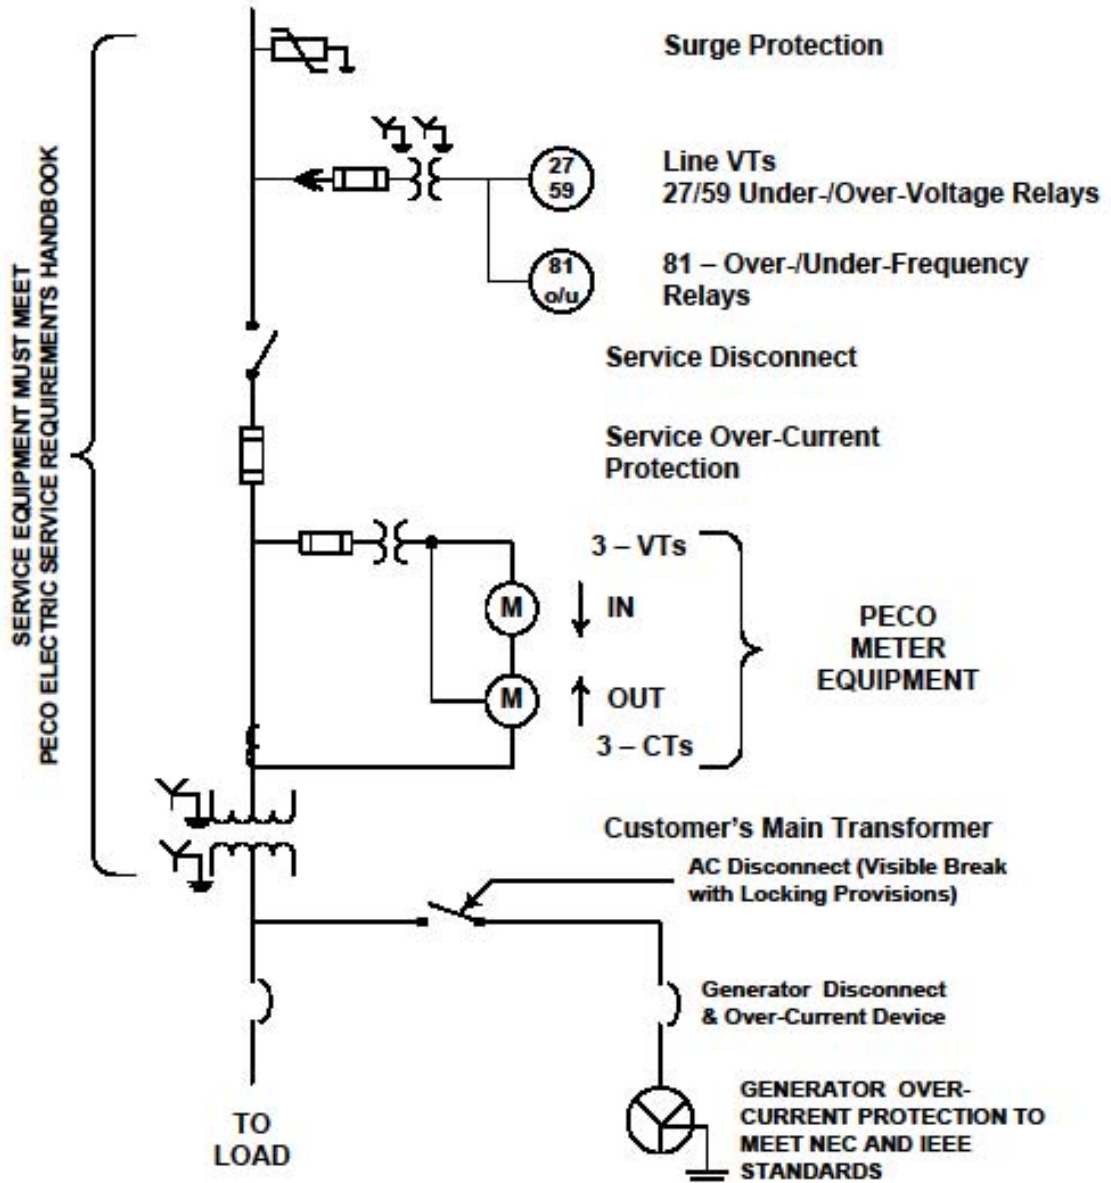 SERVICE EQUIPMENT MUST MEET
PECO ELECTRIC SERVICE REQUIREMENTS HANDBOOK
Surge Protection
27
59
Line VTs
27/59 Under-/Over-Voltage Relays
81
o/u
81 – Over-/Under-Frequency
Relays
Service Disconnect
Service Over-Current
Protection
3 – VTs
M
IN
M
OUT
3 – CTs
PECO
METER
EQUIPMENT
Customer's Main Transformer
AC Disconnect (Visible Break
with Locking Provisions)
Generator Disconnect
& Over-Current Device
TO
LOAD
GENERATOR OVER-
CURRENT PROTECTION TO
MEET NEC AND IEEE
STANDARDS